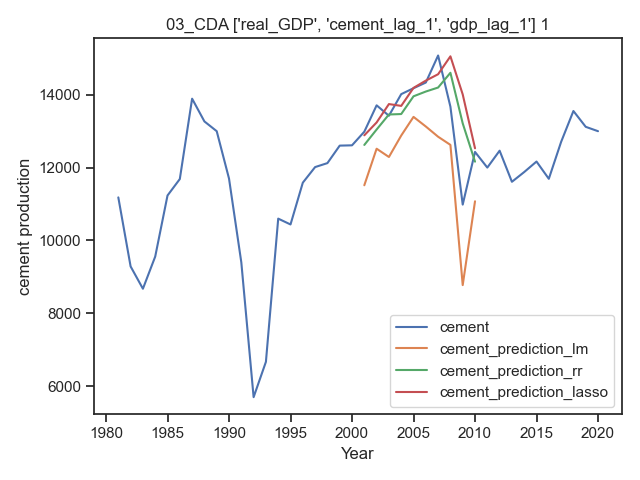 03_CDA ['real_GDP', 'cement_lag_1', 'gdp_lag_1'] 1
14000
12000
10000
8000
6000
cement production
cement
cement_prediction_lm
cement_prediction_rr
cement_prediction_lasso
1980 1985 1990 1995 2000 2005 2010 2015 2020
Year